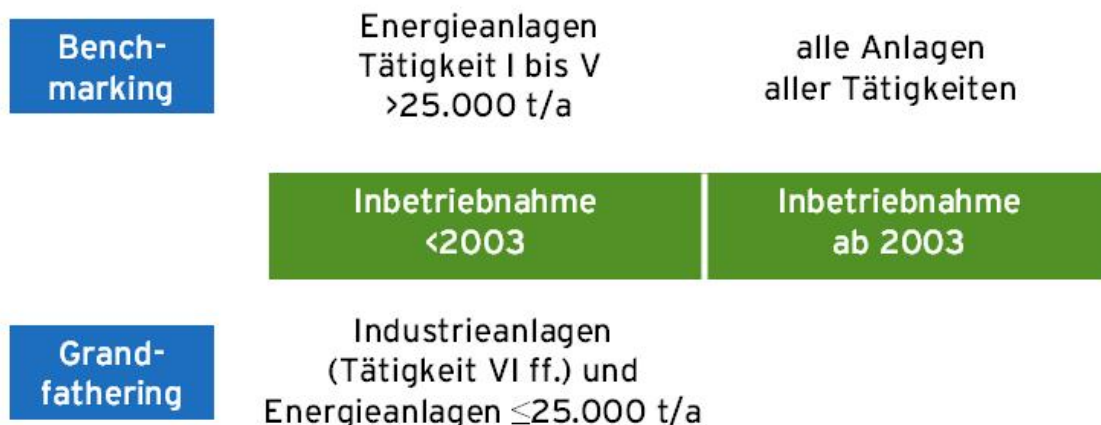 Bench-
marking
Energieanlagen
Tätigkeit I bis V
>25.000 t/a
alle Anlagen
aller Tätigkeiten
Inbetriebnahme
<2003
Inbetriebnahme
ab 2003
Grand-
fathering
Industrieanlagen
(Tätigkeit VI ff.) und
Energieanlagen ≤25.000 t/a